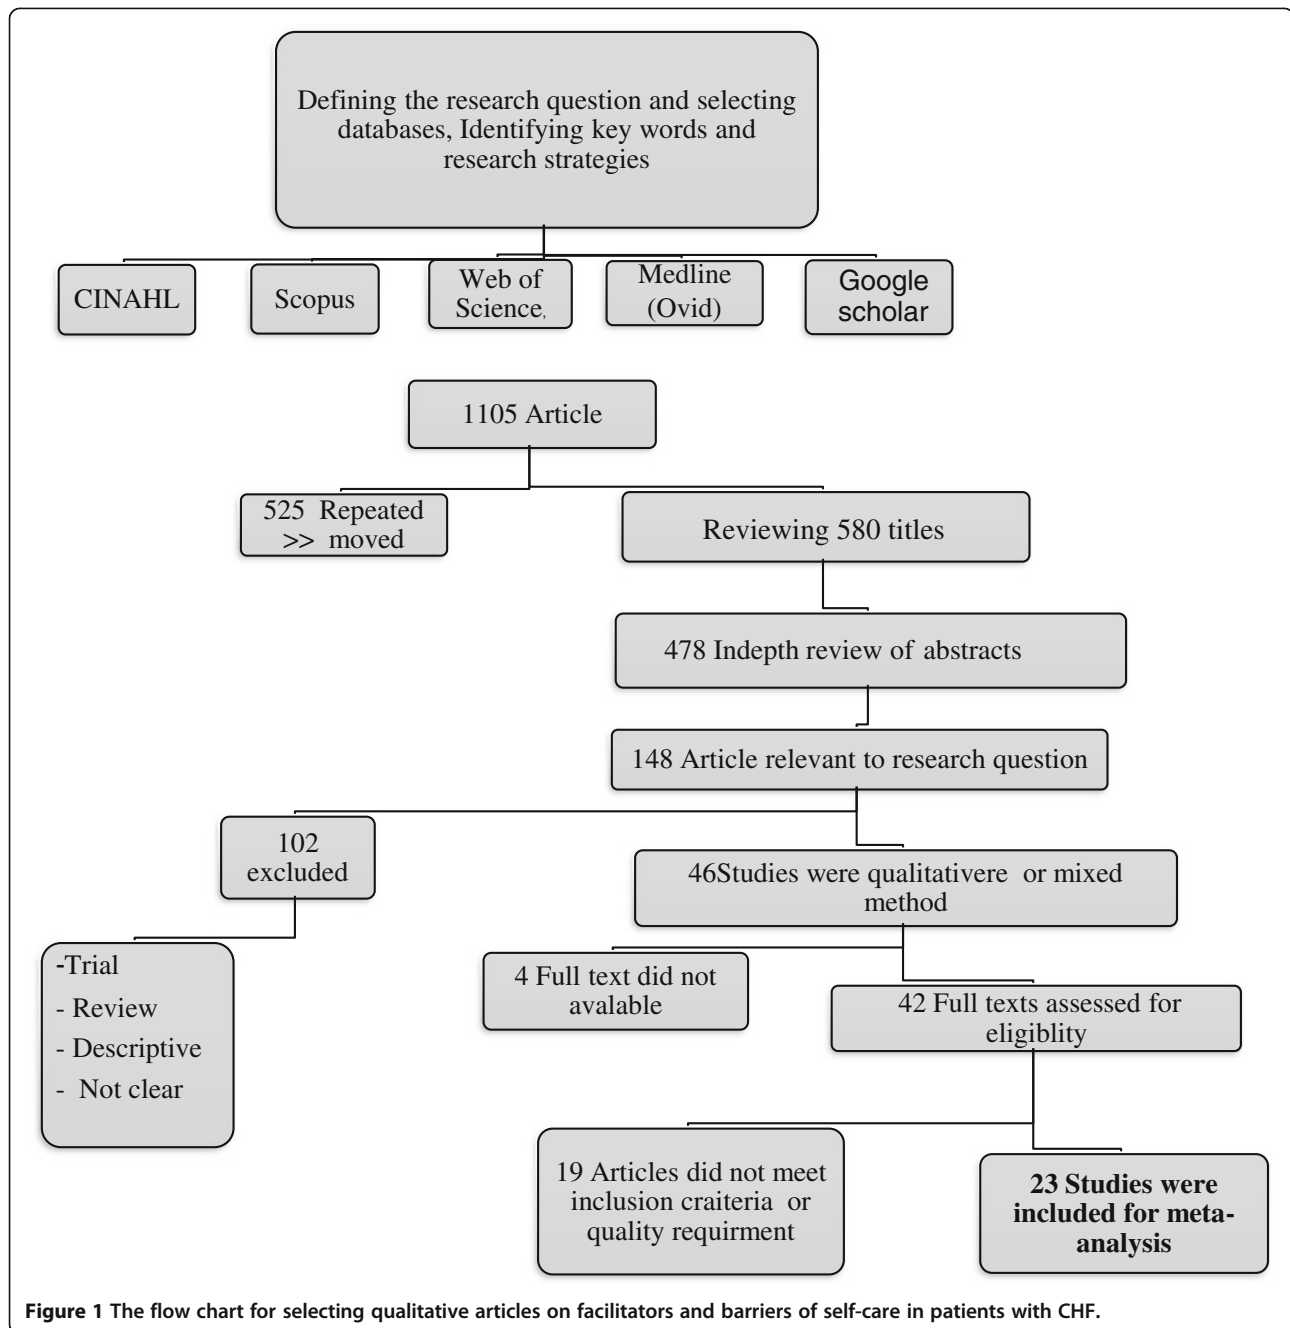 Defining the research question and selecting
databases, Identifying key words and
research strategies
CINAHL
Scopus
Web of
Science,
Medline
(Ovid)
Google
scholar
1105 Article
525 Repeated
>> moved
Reviewing 580 titles
478 Indepth review of abstracts
148 Article relevant to research question
102
excluded
46Studies were qualitativere or mixed
method
-Trial
- Review
- Descriptive
- Not clear
4 Full text did not
avalable
42 Full texts assessed for
eligiblity
19 Articles did not meet
inclusion craiteria or
quality requirment
23 Studies were
included for meta-
analysis
Figure 1 The flow chart for selecting qualitative articles on facilitators and barriers of self-care in patients with CHF.